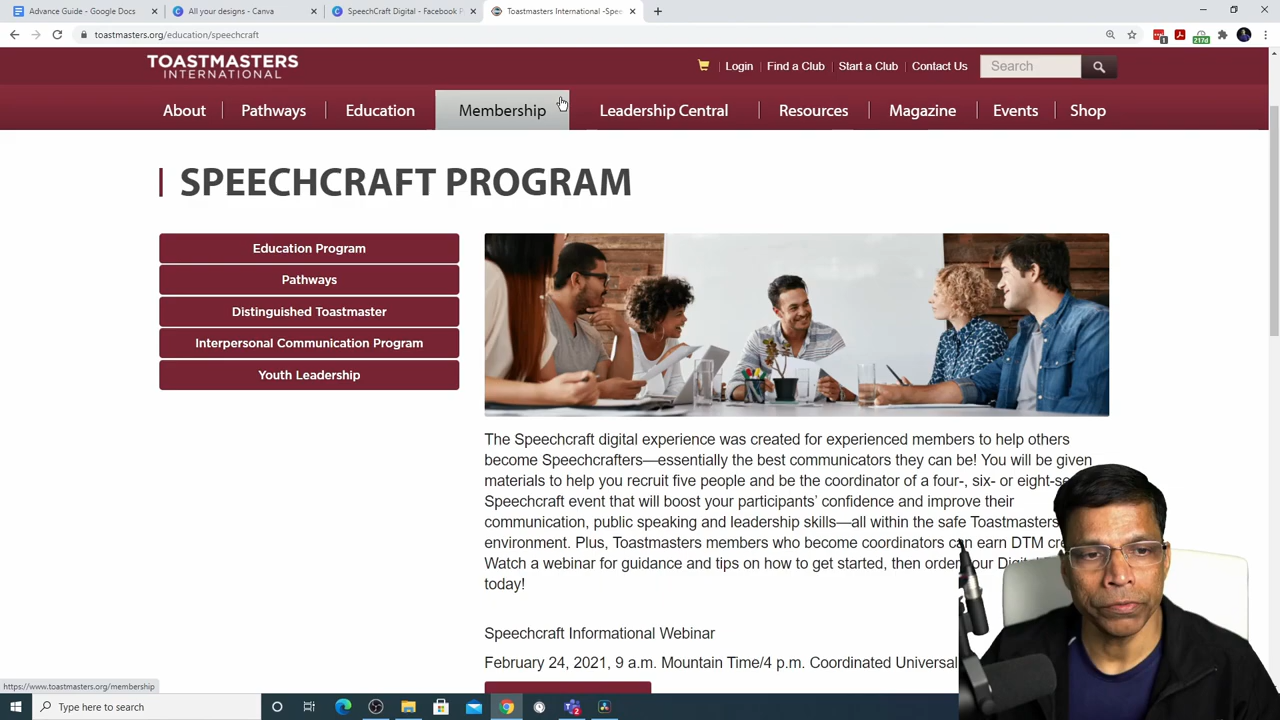 Advance Guide - Google Docs
All your designs - Canva
SpeechCraft Digital - Facebook P
Toastmasters International -Spee
toastmasters.org/education/speechcraft
1
217d
TOASTMASTERS
INTERNATIONAL
Login
Find a Club
Start a Club
Contact Us
Search
About
Pathways
Education
Membership
Leadership Central
Resources
Magazine
Events
Shop
SPEECHCRAFT PROGRAM
Education Program
Pathways
Distinguished Toastmaster
Interpersonal Communication Program
Youth Leadership
The Speechcraft digital experience was created for experienced members to help others
become Speechcrafters—essentially the best communicators they can be! You will be given
materials to help you recruit five people and be the coordinator of a four-, six- or eight-se
Speechcraft event that will boost your participants' confidence and improve their
communication, public speaking and leadership skills—all within the safe Toastmasters
environment. Plus, Toastmasters members who become coordinators can earn DTM cre
Watch a webinar for guidance and tips on how to get started, then order your Digit
today!
Speechcraft Informational Webinar
February 24, 2021, 9 a.m. Mountain Time/4 p.m. Coordinated Universal
https://www.toastmasters.org/membership
Type here to search